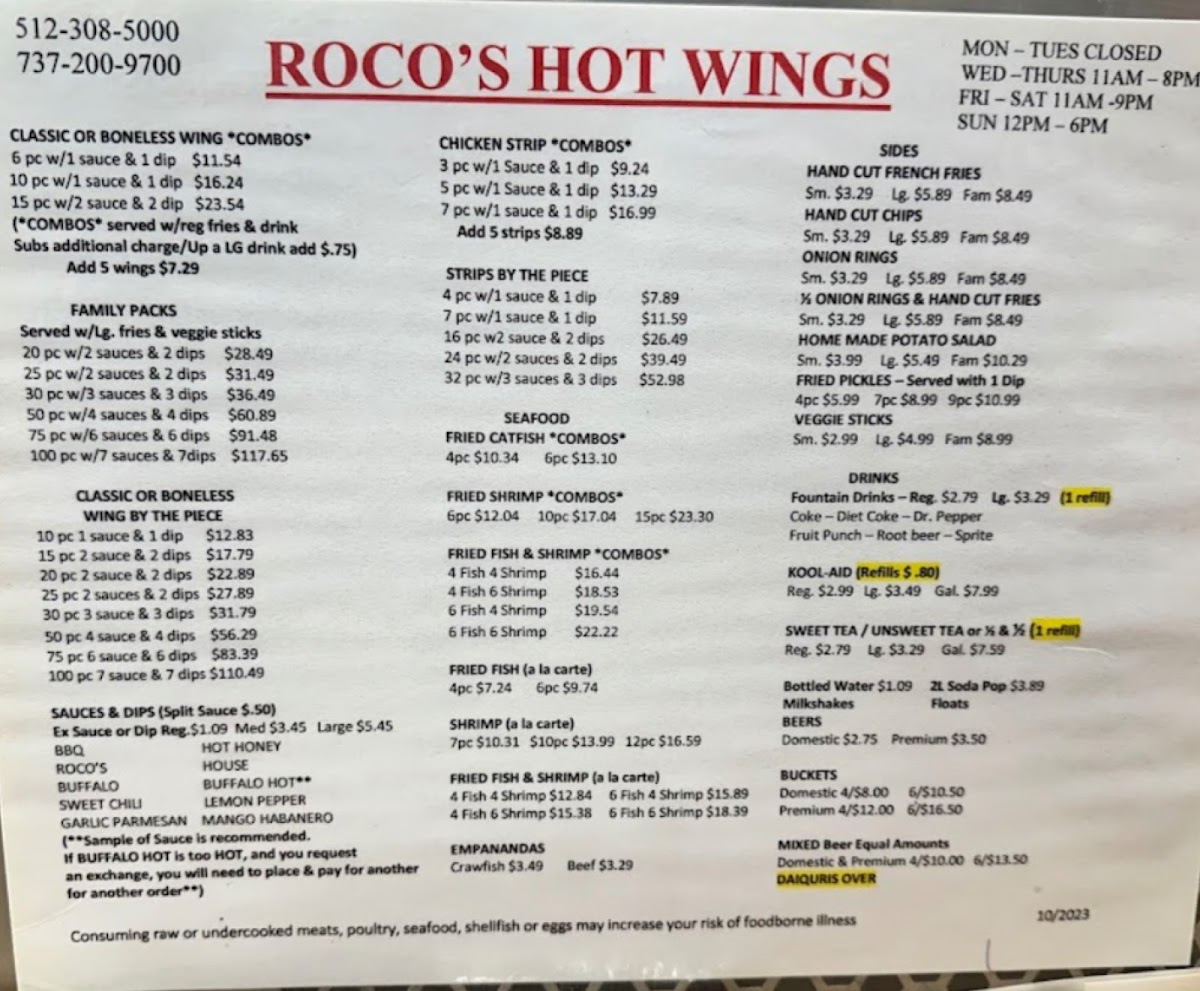 512-308-5000
737-200-9700
ROCO'S HOT WINGS
MON – TUES CLOSED
WED –THURS 11AM – 8PM
FRI – SAT 11AM -9PM
SUN 12PM – 6PM
CLASSIC OR BONELESS WING *COMBOS*
6 pc w/1 sauce & 1 dip $11.54
10 pc w/1 sauce & 1 dip $16.24
15 pc w/2 sauce & 2 dip $23.54
(*COMBOS* served w/reg fries & drink
Subs additional charge/Up a LG drink add $.75)
Add 5 wings $7.29
FAMILY PACKS
Served w/Lg. fries & veggie sticks
20 pc w/2 sauces & 2 dips $28.49
25 pc w/2 sauces & 2 dips $31.49
30 pc w/3 sauces & 3 dips $36.49
50 pc w/4 sauces & 4 dips $60.89
75 pc w/6 sauces & 6 dips $91.48
100 pc w/7 sauces & 7dips $117.65
CLASSIC OR BONELESS
WING BY THE PIECE
10 pc 1 sauce & 1 dip $12.83
15 pc 2 sauce & 2 dips $17.79
20 pc 2 sauce & 2 dips $22.89
25 pc 2 sauces & 2 dips $27.89
30 pc 3 sauce & 3 dips $31.79
50 pc 4 sauce & 4 dips $56.29
75 pc 6 sauce & 6 dips $83.39
100 pc 7 sauce & 7 dips $110.49
SAUCES & DIPS (Split Sauce $.50)
Ex Sauce or Dip Reg.$1.09 Med $3.45 Large $5.45
BBQ HOT HONEY
ROCO'S HOUSE
BUFFALO BUFFALO HOT**
SWEET CHILI LEMON PEPPER
GARLIC PARMESAN MANGO HABANERO
(**Sample of Sauce is recommended.
If BUFFALO HOT is too HOT, and you request
an exchange, you will need to place & pay for another
for another order**)
CHICKEN STRIP *COMBOS*
3 pc w/1 Sauce & 1 dip $9.24
5 pc w/1 Sauce & 1 dip $13.29
7 pc w/1 sauce & 1 dip $16.99
Add 5 strips $8.89
STRIPS BY THE PIECE
4 pc w/1 sauce & 1 dip $7.89
7 pc w/1 sauce & 1 dip $11.59
16 pc w2 sauce & 2 dips $26.49
24 pc w/2 sauces & 2 dips $39.49
32 pc w/3 sauces & 3 dips $52.98
SEAFOOD
FRIED CATFISH *COMBOS*
4pc $10.34 6pc $13.10
FRIED SHRIMP *COMBOS*
6pc $12.04 10pc $17.04 15pc $23.30
FRIED FISH & SHRIMP *COMBOS*
4 Fish 4 Shrimp $16.44
4 Fish 6 Shrimp $18.53
6 Fish 4 Shrimp $19.54
6 Fish 6 Shrimp $22.22
FRIED FISH (a la carte)
4pc $7.24 6pc $9.74
SHRIMP (a la carte)
7pc $10.31 $10pc $13.99 12pc $16.59
FRIED FISH & SHRIMP (a la carte)
4 Fish 4 Shrimp $12.84 6 Fish 4 Shrimp $15.89
4 Fish 6 Shrimp $15.38 6 Fish 6 Shrimp $18.39
EMPANANDAS
Crawfish $3.49 Beef $3.29
SIDES
HAND CUT FRENCH FRIES
Sm. $3.29 Lg. $5.89 Fam $8.49
HAND CUT CHIPS
Sm. $3.29 Lg. $5.89 Fam $8.49
ONION RINGS
Sm. $3.29 Lg. $5.89 Fam $8.49
½ ONION RINGS & HAND CUT FRIES
Sm. $3.29 Lg. $5.89 Fam $8.49
HOME MADE POTATO SALAD
Sm. $3.99 Lg. $5.49 Fam $10.29
FRIED PICKLES – Served with 1 Dip
4pc $5.99 7pc $8.99 9pc $10.99
VEGGIE STICKS
Sm. $2.99 Lg. $4.99 Fam $8.99
DRINKS
Fountain Drinks – Reg. $2.79 Lg. $3.29 (1 refill)
Coke – Diet Coke – Dr. Pepper
Fruit Punch – Root beer – Sprite
KOOL-AID (Refills $ .80)
Reg. $2.99 Lg. $3.49 Gal. $7.99
SWEET TEA / UNSWEET TEA or ½ & ½ (1 refill)
Reg. $2.79 Lg. $3.29 Gal. $7.59
Bottled Water $1.09 2L Soda Pop $3.89
Milkshakes Floats
BEERS
Domestic $2.75 Premium $3.50
BUCKETS
Domestic 4/$8.00 6/$10.50
Premium 4/$12.00 6/$16.50
MIXED Beer Equal Amounts
Domestic & Premium 4/$10.00 6/$13.50
DAIQURIS OVER
Consuming raw or undercooked meats, poultry, seafood, shellfish or eggs may increase your risk of foodborne illness
10/2023